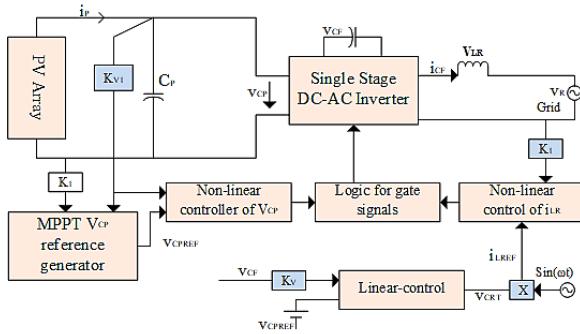 iP
VCF
PV Array
KV1
CP
VCP
Single Stage
DC-AC Inverter
iCF
VLR
VR
Grid
K1
K1
MPPT VCP
reference
generator
Non-linear
controller of VCP
Logic for gate
signals
Non-linear
control of iLR
VCPREF
iLREF
Sin(ωt)
VCF
KV
Linear-control
VCRT
X
VCPREF